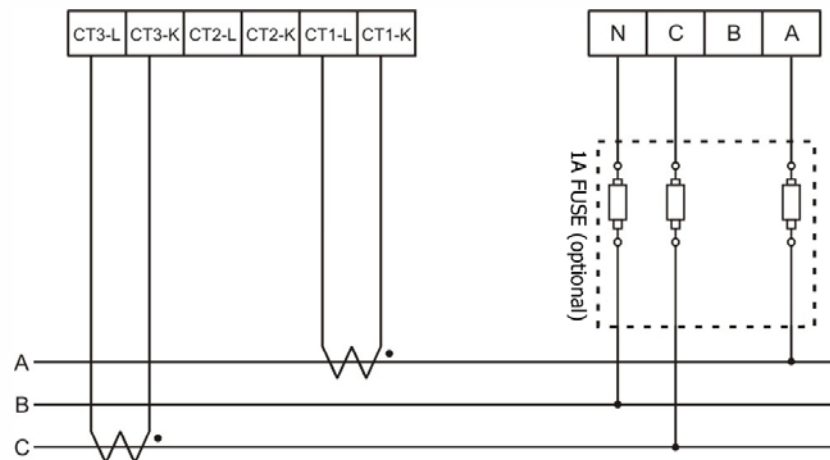 CT3-L CT3-K CT2-L CT2-K CT1-L CT1-K
N C B A
1A FUSE (optional)
A
B
C